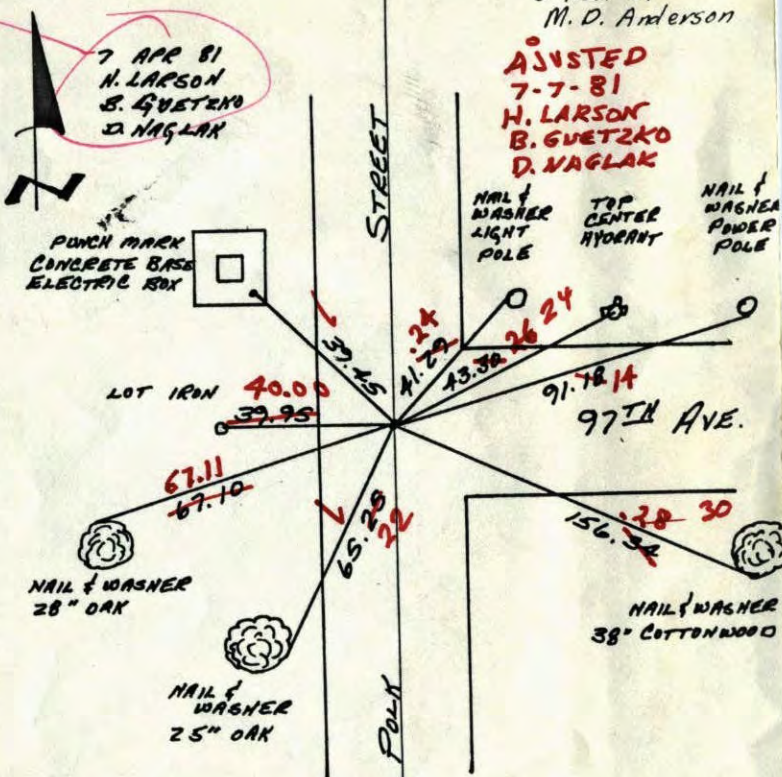 M. D. Anderson
7 APR 81
N. LARSON
B. GUETZKO
D. NAGLAK
AJUSTED
7-7-81
H. LARSON
B. GUETZKO
D. NAGLAK
STREET
NAIL &
WASHER
LIGHT
POLE
TOP
CENTER
HYDRANT
NAIL &
WASHER
POWER
POLE
PUNCH MARK
CONCRETE BASE
ELECTRIC BOX
39.45
.24
41.29
26 24
43.30
91.18 14
97TH AVE.
LOT IRON
40.00
39.95
67.11
67.10
65.25
22
156.34
.28 30
NAIL & WASHER
28" OAK
NAIL &
WASHER
25" OAK
NAIL & WASHER
38" COTTONWOOD
POLK